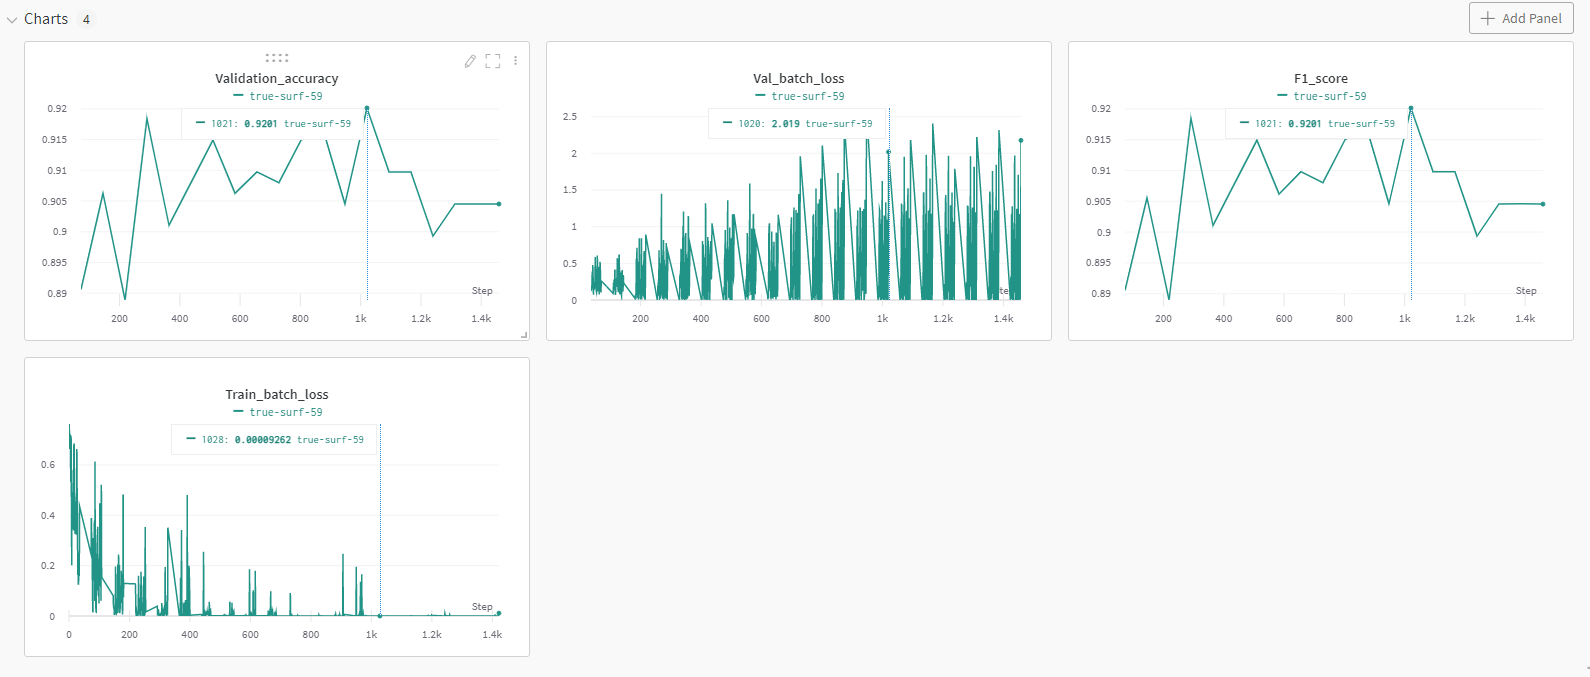 Charts 4
Add Panel
Validation_accuracy
true-surf-59
1021: 0.9201 true-surf-59
0.92
0.915
0.91
0.905
0.9
0.895
0.89
Step
200 400 600 800 1k 1.2k 1.4k
Val_batch_loss
true-surf-59
1020: 2.019 true-surf-59
2.5
2
1.5
1
0.5
0
200 400 600 800 1k 1.2k 1.4k
F1_score
true-surf-59
1021: 0.9201 true-surf-59
0.92
0.915
0.91
0.905
0.9
0.895
0.89
Step
200 400 600 800 1k 1.2k 1.4k
Train_batch_loss
true-surf-59
1028: 0.00009262 true-surf-59
0.6
0.4
0.2
0
Step
0 200 400 600 800 1k 1.2k 1.4k